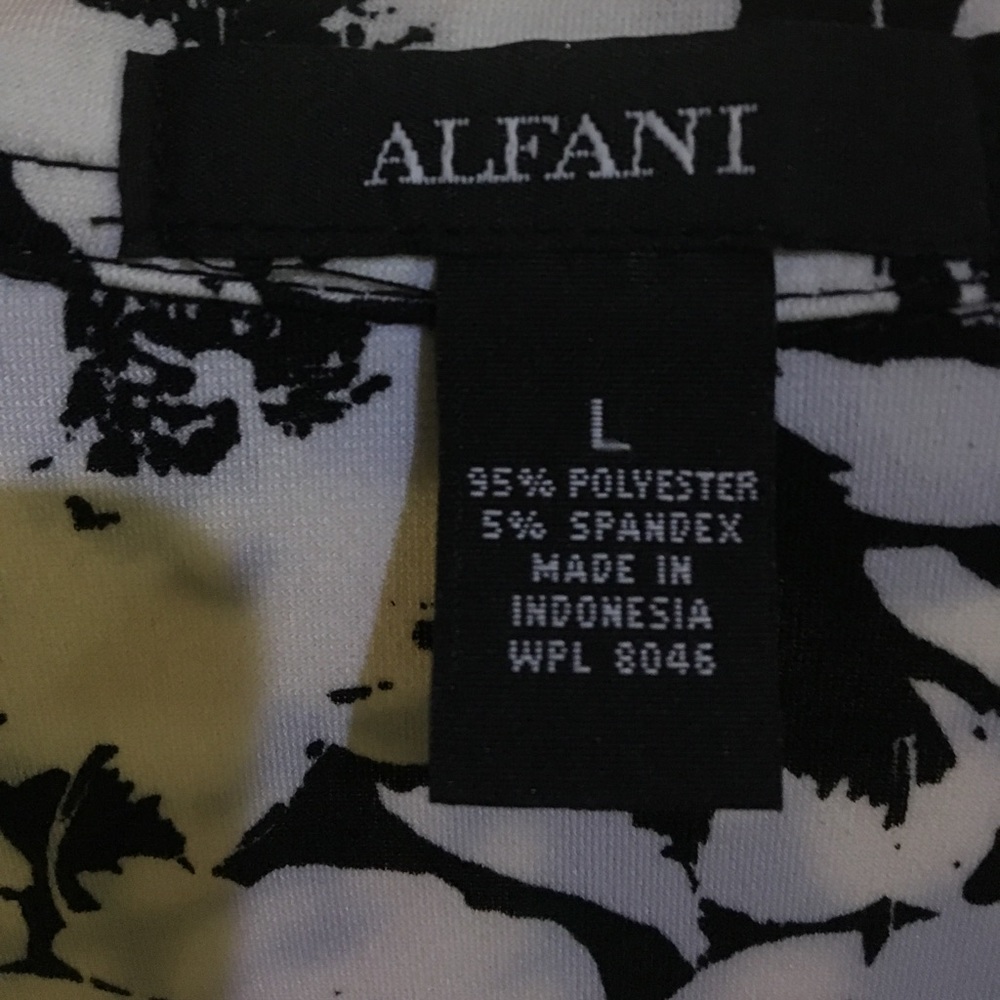 ALFANI
L
95% POLYESTER
5% SPANDEX
MADE IN
INDONESIA
WPL 8046